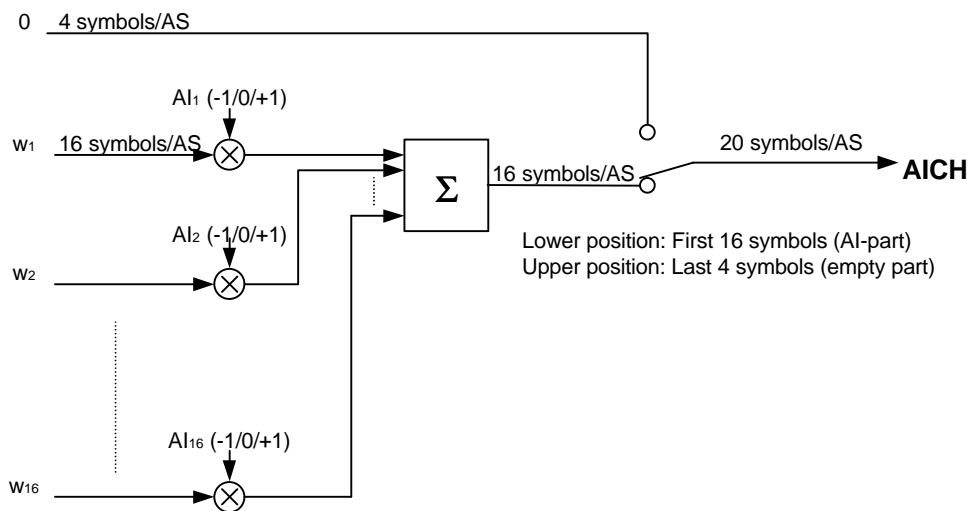 0 4 symbols/AS
AI1 (-1/0/+1)
w1 16 symbols/AS
20 symbols/AS
AICH
Σ
16 symbols/AS
AI2 (-1/0/+1)
w2
Lower position: First 16 symbols (AI-part)
Upper position: Last 4 symbols (empty part)
AI16 (-1/0/+1)
w16